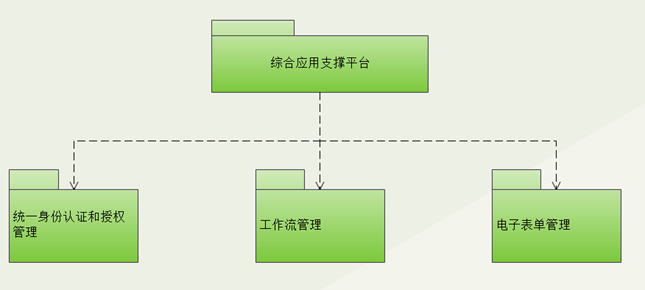 综合应用支撑平台
统一身份认证和授权
管理
工作流管理
电子表单管理